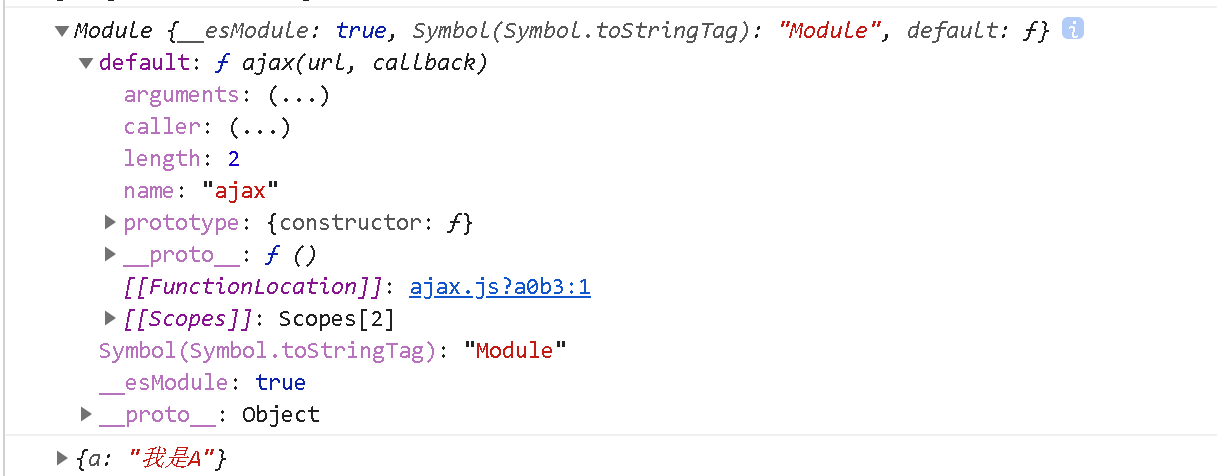 Module {__esModule: true, Symbol(Symbol.toStringTag): "Module", default: ƒ} i
default: ƒ ajax(url, callback)
arguments: (...)
caller: (...)
length: 2
name: "ajax"
prototype: {constructor: ƒ}
__proto__: ƒ ()
[[FunctionLocation]]: ajax.js?a0b3:1
[[Scopes]]: Scopes[2]
Symbol(Symbol.toStringTag): "Module"
__esModule: true
__proto__: Object
{a: "我是A"}